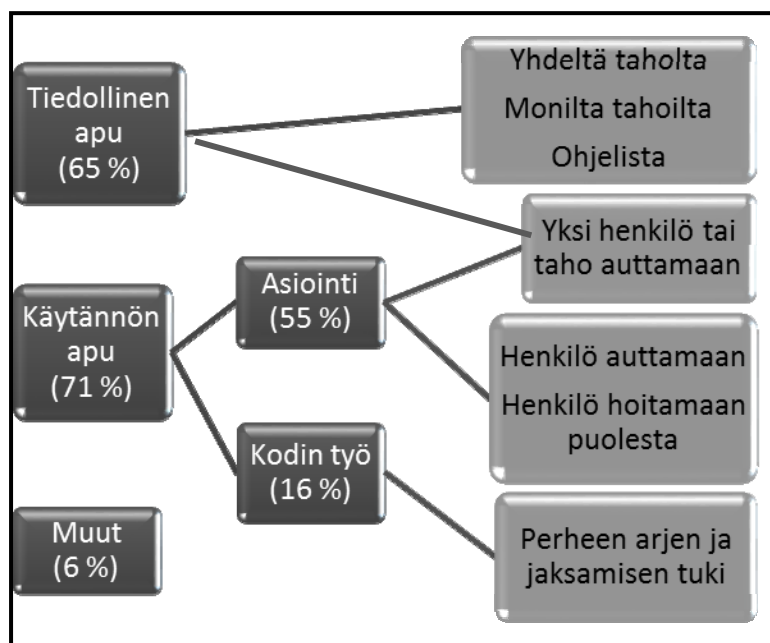 Tiedollinen
apu
(65 %)
Käytännön
apu
(71 %)
Muut
(6 %)
Asiointi
(55 %)
Kodin työ
(16 %)
Yhdeltä taholta
Monilta tahoilta
Ohjelista
Yksi henkilö tai
taho auttamaan
Henkilö auttamaan
Henkilö hoitamaan
puolesta
Perheen arjen ja
jaksamisen tuki